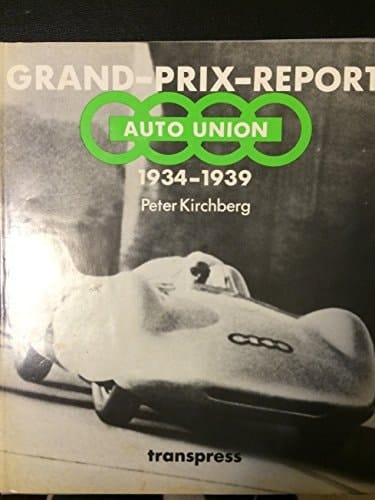 GRAND-PRIX-REPORT
AUTO UNION
1934-1939
Peter Kirchberg
transpress